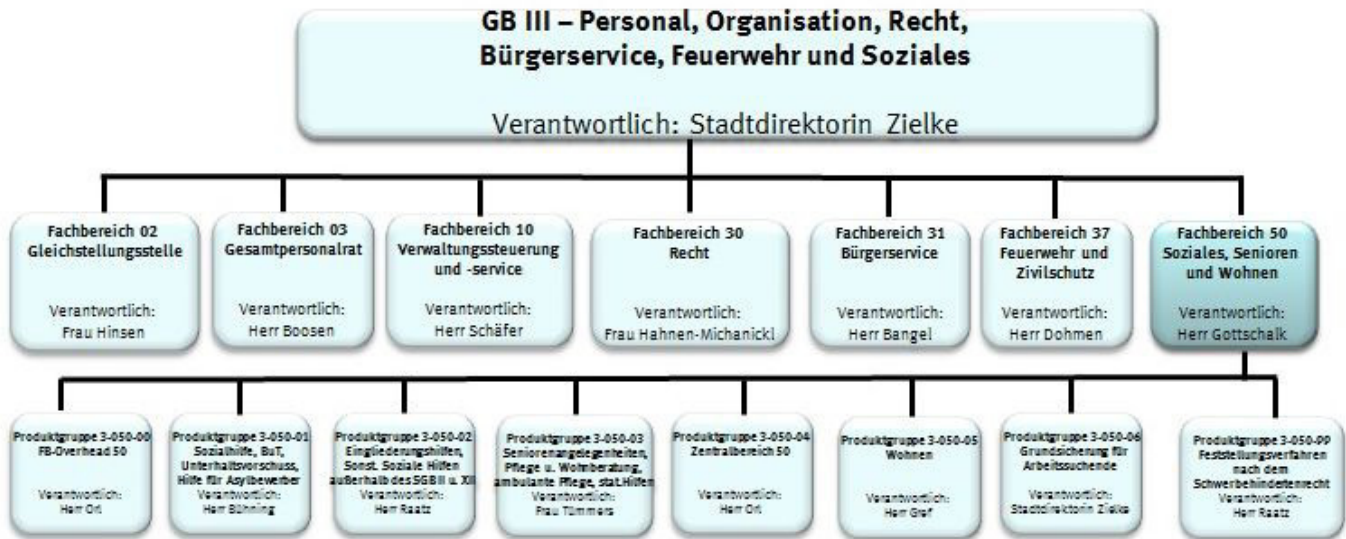 GB III – Personal, Organisation, Recht,
Bürgerservice, Feuerwehr und Soziales
Verantwortlich: Stadtdirektorin Zielke
Fachbereich 02
Gleichstellungsstelle
Verantwortlich:
Frau Hinsen
Fachbereich 03
Gesamtpersonalrat
Verantwortlich:
Herr Boosen
Fachbereich 10
Verwaltungssteuerung
und -service
Verantwortlich:
Herr Schäfer
Fachbereich 30
Recht
Verantwortlich:
Frau Hahnen-Michanickl
Fachbereich 31
Bürgerservice
Verantwortlich:
Herr Bangel
Fachbereich 37
Feuerwehr und
Zivilschutz
Verantwortlich:
Herr Dohmen
Fachbereich 50
Soziales, Senioren
und Wohnen
Verantwortlich:
Herr Gottschalk
Produktgruppe 3-050-00
FB-Overhead 50
Verantwortlich:
Herr Ort
Produktgruppe 3-050-01
Sozialhilfe, BuT,
Unterhaltsvorschuss,
Hilfe für Asylbewerber
Verantwortlich:
Herr Bühning
Produktgruppe 3-050-02
Eingliederungshilfen,
Sonst. Soziale Hilfen
außerhalb des SGB II u. XII
Verantwortlich:
Herr Raatz
Produktgruppe 3-050-03
Seniorenangelegenheiten,
Pflege u. Wohnberatung,
ambulante Pflege, stat.Hilfen
Verantwortlich:
Frau Tümmers
Produktgruppe 3-050-04
Zentralbereich 50
Verantwortlich:
Herr Ort
Produktgruppe 3-050-05
Wohnen
Verantwortlich:
Herr Gref
Produktgruppe 3-050-06
Grundsicherung für
Arbeitssuchende
Verantwortlich:
Stadtdirektorin Zielke
Produktgruppe 3-050-PP
Feststellungsverfahren
nach dem
Schwerbehindertenrecht
Verantwortlich:
Herr Raatz